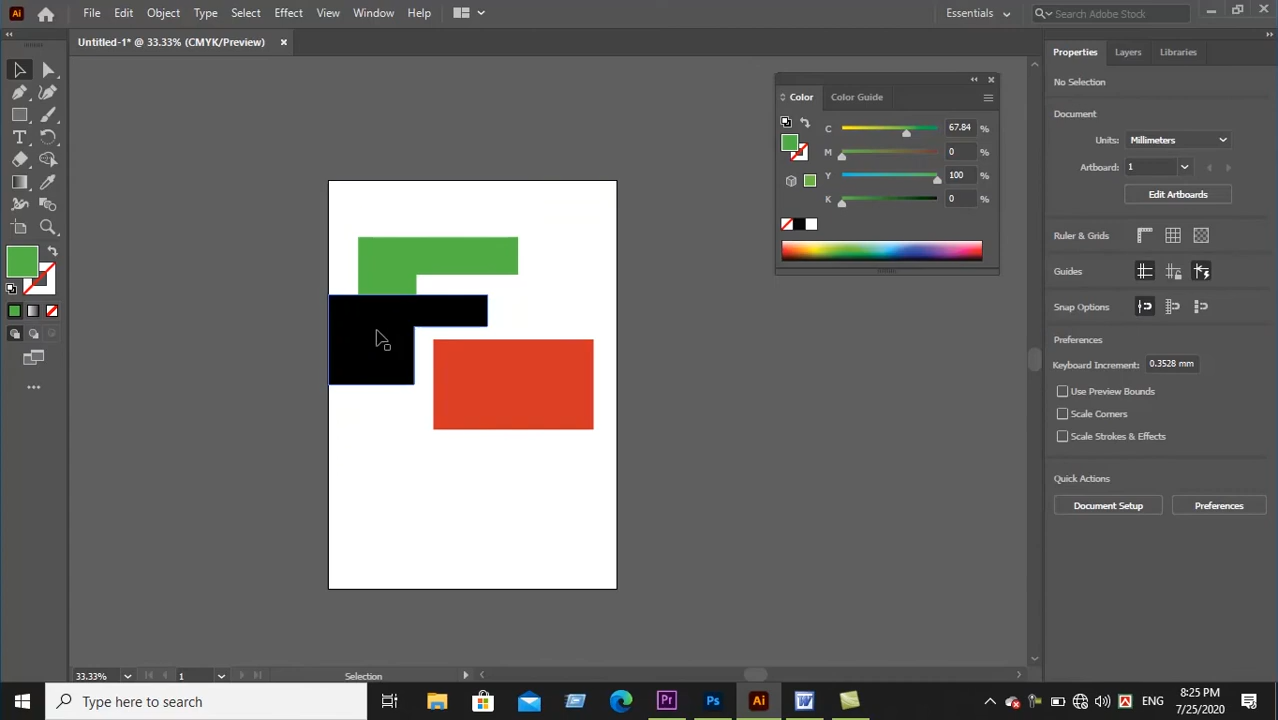 Ai File Edit Object Type Select Effect View Window Help Essentials Search Adobe Stock
Untitled-1* @ 33.33% (CMYK/Preview)
Color Color Guide
C 67.84 %
M 0 %
Y 100 %
K 0 %
Properties Layers Libraries
No Selection
Document
Units: Millimeters
Artboard: 1
Edit Artboards
Ruler & Grids
Guides
Snap Options
Preferences
Keyboard Increment: 0.3528 mm
Use Preview Bounds
Scale Corners
Scale Strokes & Effects
Quick Actions
Document Setup Preferences
33.33% 1 Selection
Type here to search Pr Ps Ai W A ENG 8:25 PM
7/25/2020